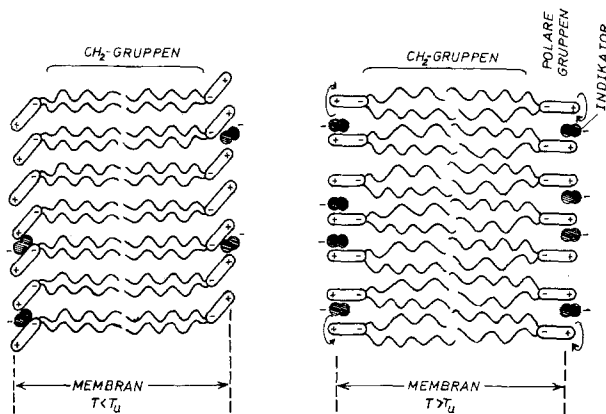 CH₂-GRUPPEN
MEMBRAN
T<Tᵤ
CH₂-GRUPPEN
POLARE
GRUPPEN
INDIKATOR
MEMBRAN
T>Tᵤ